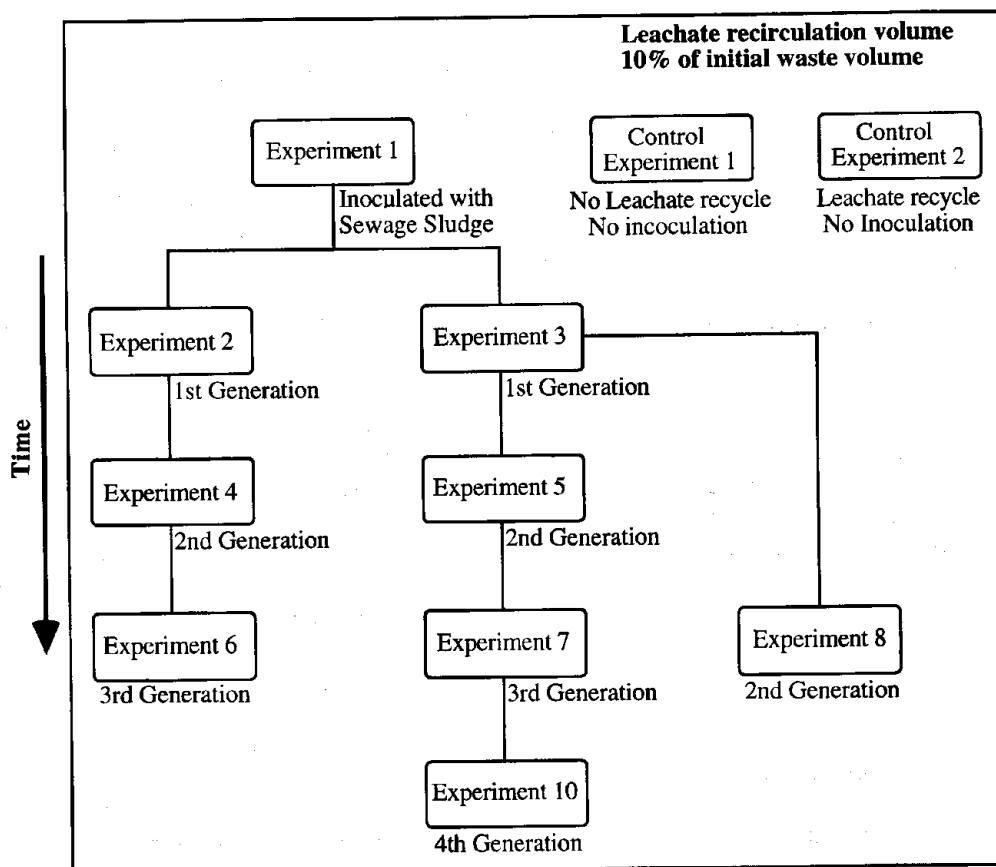 Leachate recirculation volume
10% of initial waste volume
Experiment 1
Control
Experiment 1
Control
Experiment 2
Inoculated with
Sewage Sludge
No Leachate recycle
No incoculation
Leachate recycle
No Inoculation
Time
Experiment 2
Experiment 3
1st Generation
1st Generation
Experiment 4
Experiment 5
2nd Generation
2nd Generation
Experiment 6
Experiment 7
Experiment 8
3rd Generation
3rd Generation
2nd Generation
Experiment 10
4th Generation